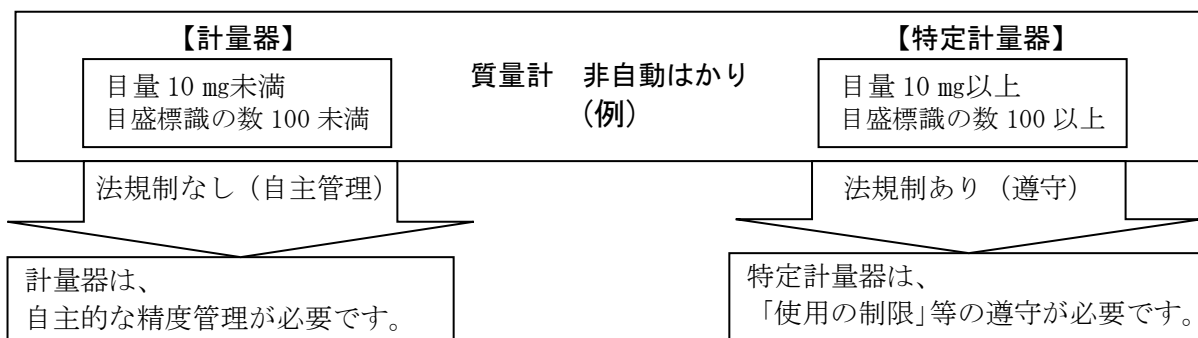 【計量器】
目量 10 ㎎未満
目盛標識の数 100 未満
質量計 非自動はかり
（例）
【特定計量器】
目量 10 ㎎以上
目盛標識の数 100 以上
法規制なし（自主管理）
法規制あり（遵守）
計量器は、
自主的な精度管理が必要です。
特定計量器は、
「使用の制限」等の遵守が必要です。